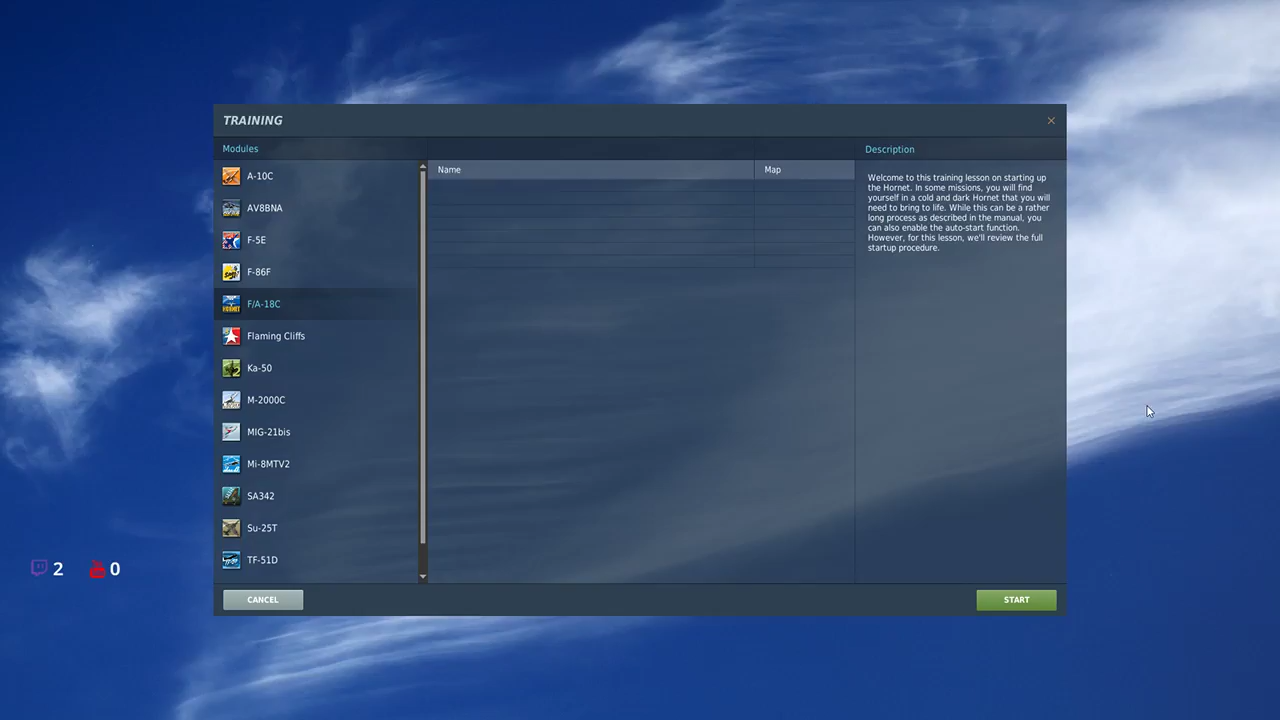 TRAINING
Modules
Description
A-10C
AV8BNA
F-5E
F-86F
F/A-18C
Flaming Cliffs
Ka-50
M-2000C
MIG-21bis
Mi-8MTV2
SA342
Su-25T
TF-51D
Name
Map
Welcome to this training lesson on starting up
the Hornet. In some missions, you will find
yourself in a cold and dark Hornet that you will
need to bring to life. While this can be a rather
long process as described in the manual, you
can also enable the auto-start function.
However, for this lesson, we'll review the full
startup procedure.
2
0
CANCEL
START